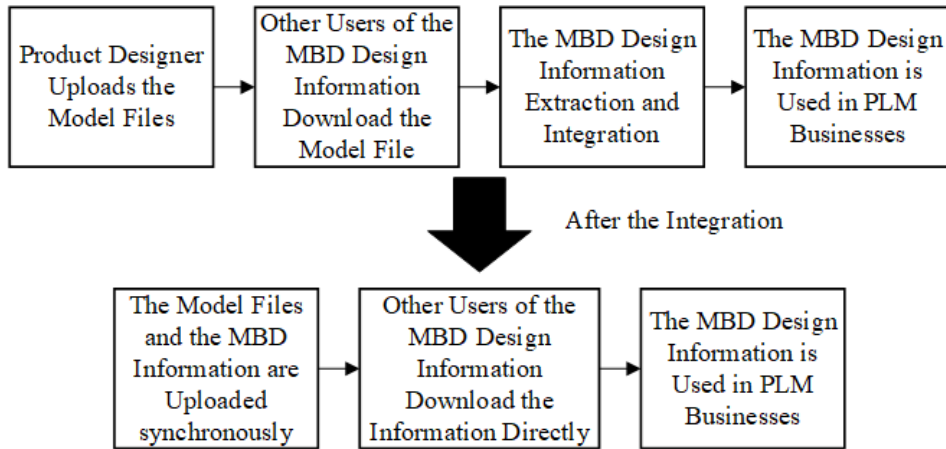 Product Designer
Uploads the
Model Files
Other Users of the
MBD Design
Information
Download the
Model File
The MBD Design
Information
Extraction and
Integration
The MBD Design
Information is
Used in PLM
Businesses
After the Integration
The Model Files
and the MBD
Information are
Uploaded
synchronously
Other Users of the
MBD Design
Information
Download the
Information Directly
The MBD Design
Information is
Used in PLM
Businesses